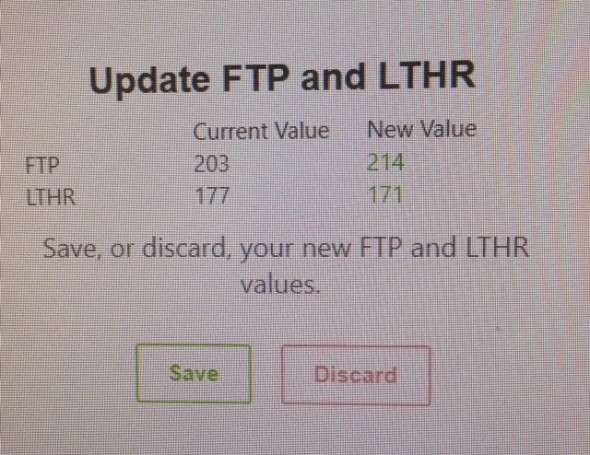 Update FTP and LTHR
Current Value New Value
FTP 203 214
LTHR 177 171
Save, or discard, your new FTP and LTHR
values.
Save Discard